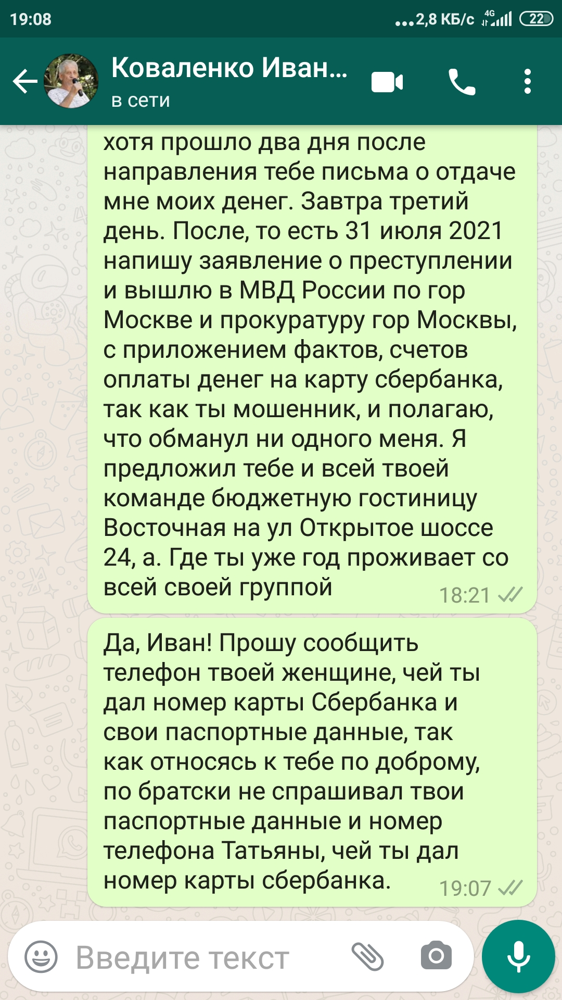 19:08
...2,8 КБ/с 4G 22
Коваленко Иван...
в сети
хотя прошло два дня после
направления тебе письма о отдаче
мне моих денег. Завтра третий
день. После, то есть 31 июля 2021
напишу заявление о преступлении
и вышлю в МВД России по гор
Москве и прокуратуру гор Москвы,
с приложением фактов, счетов
оплаты денег на карту сбербанка,
так как ты мошенник, и полагаю,
что обманул ни одного меня. Я
предложил тебе и всей твоей
команде бюджетную гостиницу
Восточная на ул Открытое шоссе
24, а. Где ты уже год проживает со
всей своей группой
18:21
Да, Иван! Прошу сообщить
телефон твоей женщине, чей ты
дал номер карты Сбербанка и
свои паспортные данные, так
как относясь к тебе по доброму,
по братски не спрашивал твои
паспортные данные и номер
телефона Татьяны, чей ты дал
номер карты сбербанка.
19:07
Введите текст